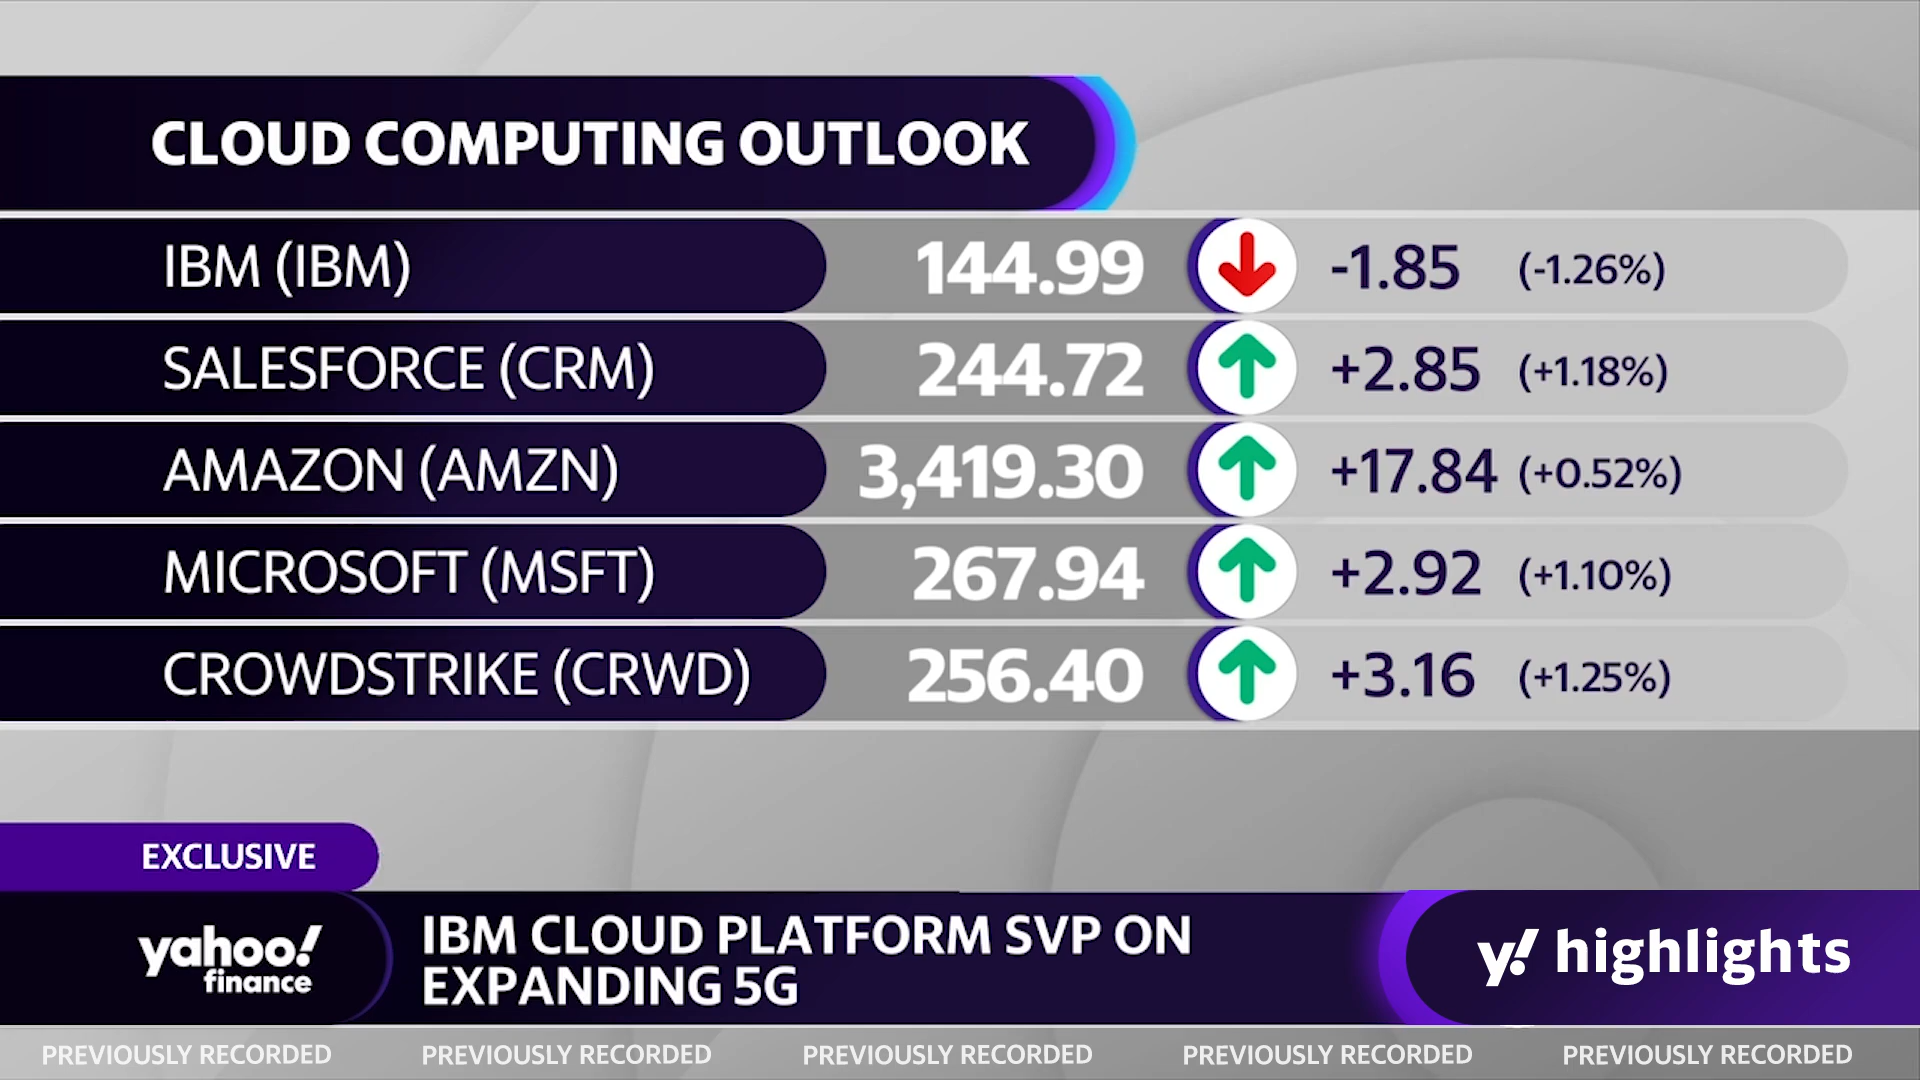 CLOUD COMPUTING OUTLOOK
IBM (IBM) 144.99 -1.85 (-1.26%)
SALESFORCE (CRM) 244.72 +2.85 (+1.18%)
AMAZON (AMZN) 3,419.30 +17.84 (+0.52%)
MICROSOFT (MSFT) 267.94 +2.92 (+1.10%)
CROWDSTRIKE (CRWD) 256.40 +3.16 (+1.25%)
EXCLUSIVE
yahoo!
finance
IBM CLOUD PLATFORM SVP ON
EXPANDING 5G
y! highlights
PREVIOUSLY RECORDED PREVIOUSLY RECORDED PREVIOUSLY RECORDED PREVIOUSLY RECORDED PREVIOUSLY RECORDED